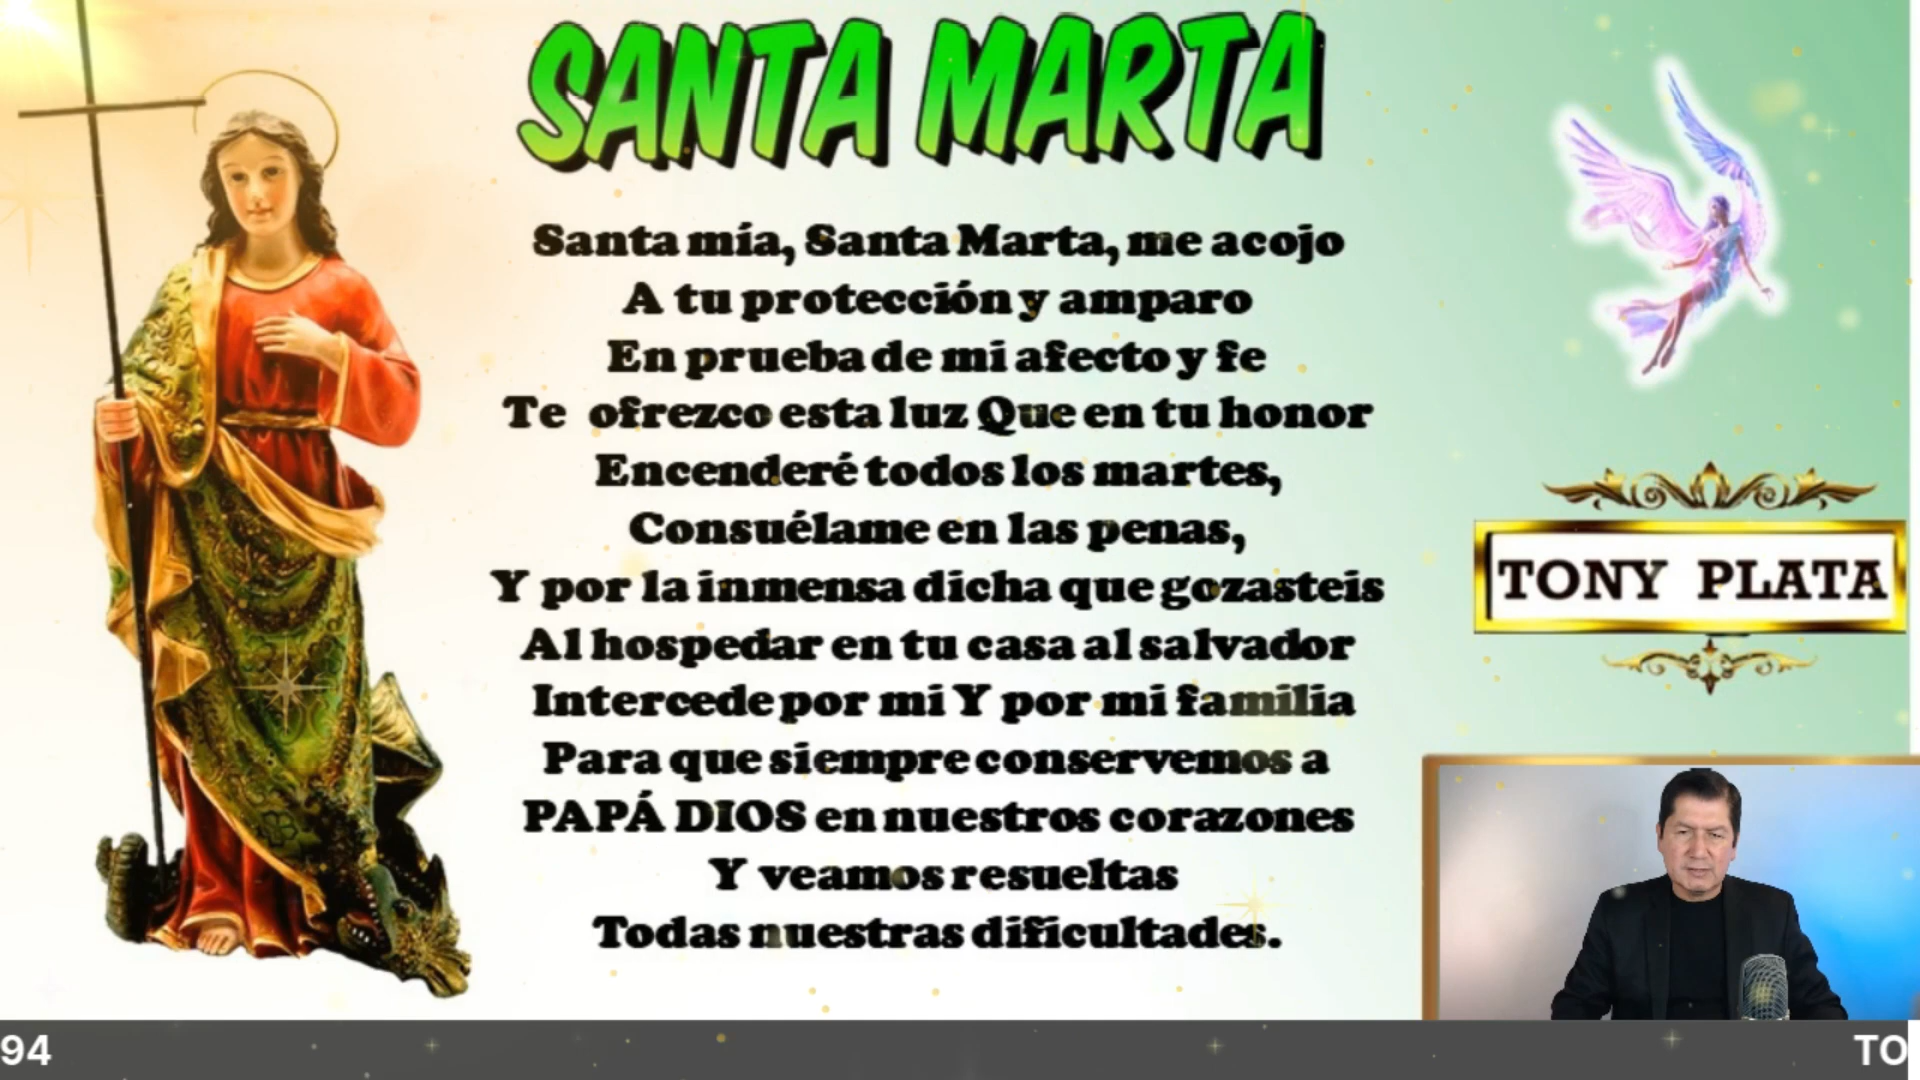 SANTA MARTA
Santa mía, Santa Marta, me acojo
A tu protección y amparo
En prueba de mi afecto y fe
Te ofrezco esta luz Que en tu honor
Encenderé todos los martes,
Consuélame en las penas,
Y por la inmensa dicha que gozasteis
Al hospedar en tu casa al salvador
Intercede por mi Y por mi familia
Para que siempre conservemos a
PAPÁ DIOS en nuestros corazones
Y veamos resueltas
Todas nuestras dificultades.
TONY PLATA
94
TO